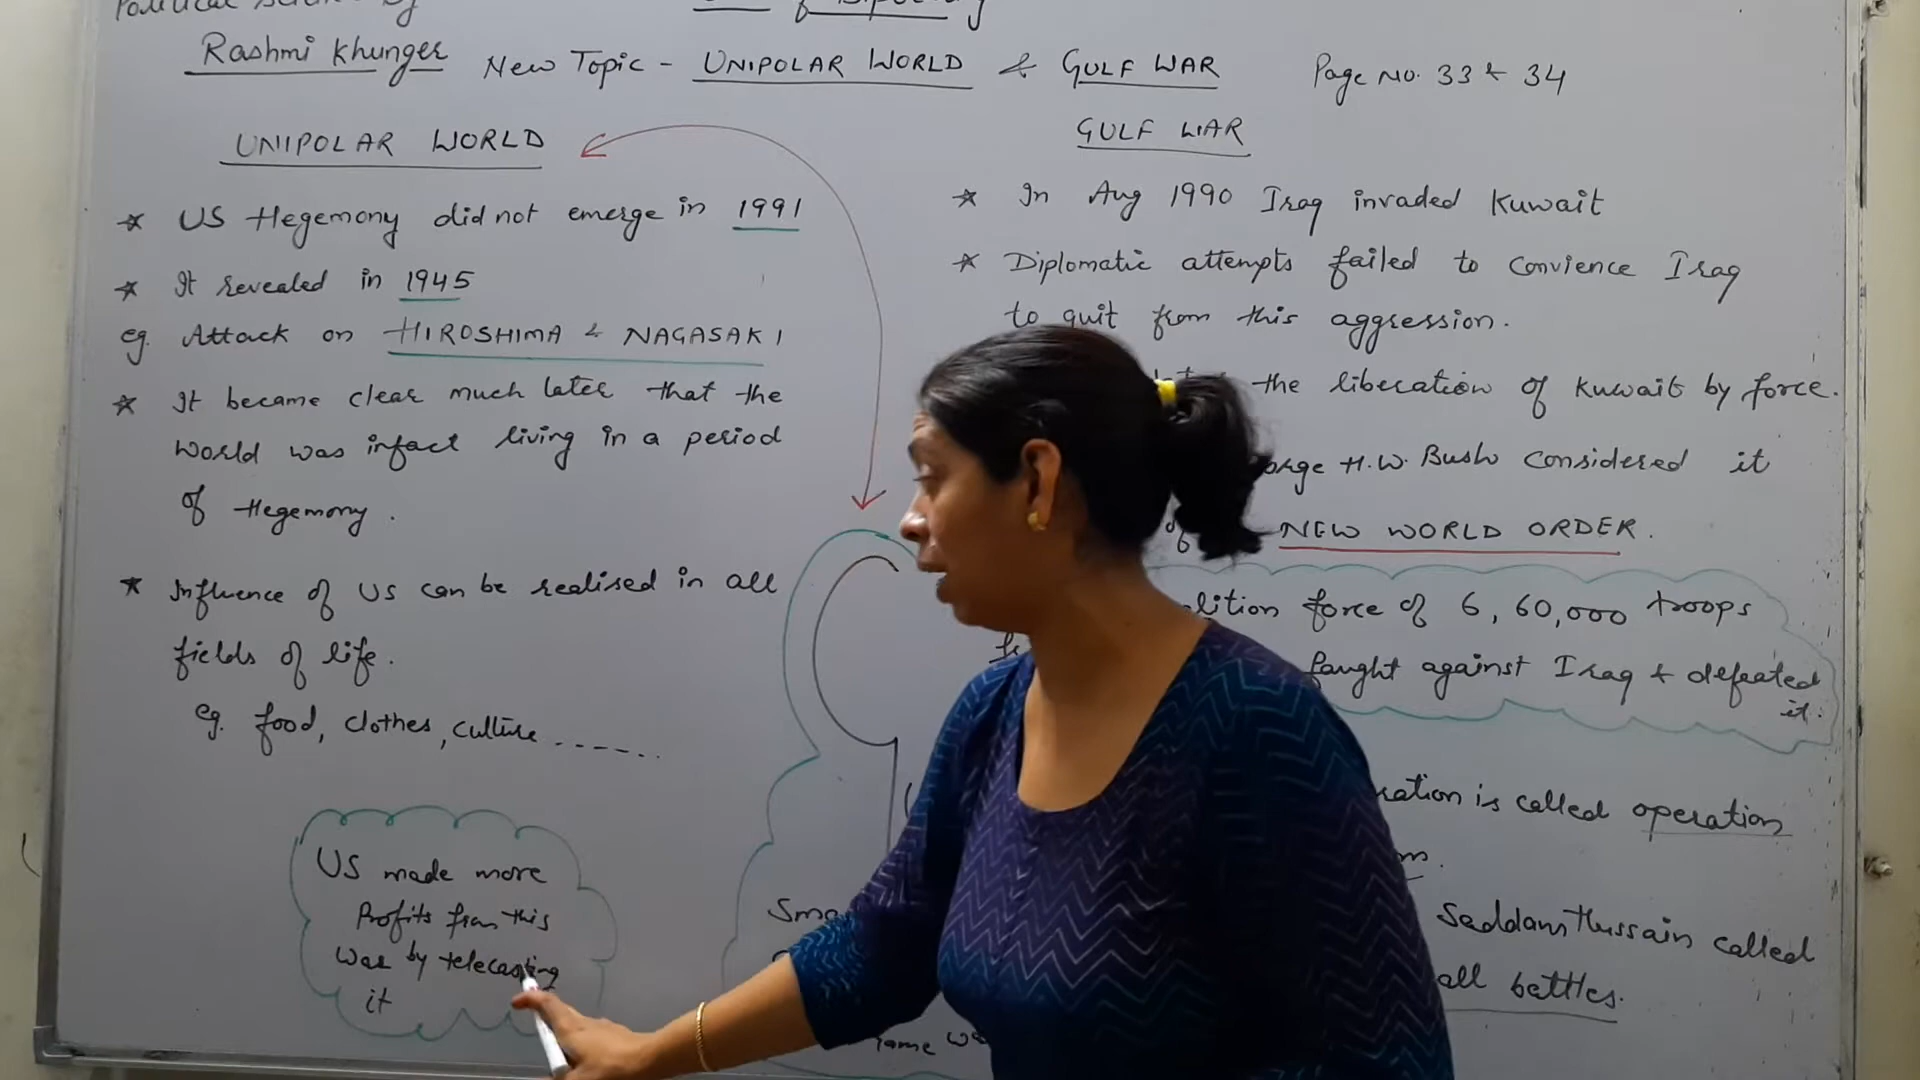 Political Science by
Rashmi Khunger
New Topic - UNIPOLAR WORLD & GULF WAR
Page No. 33 & 34
UNIPOLAR WORLD
* US Hegemony did not emerge in 1991
* It revealed in 1945
eg. Attack on HIROSHIMA & NAGASAKI
* It became clear much later that the
World was infact living in a period
of Hegemony.
* Influence of US can be realised in all
fields of life.
eg. food, clothes, culture ------.
US made more
Profits from this
War by telecasting
it
GULF WAR
* In Aug 1990 Iraq invaded Kuwait
* Diplomatic attempts failed to convience Iraq
to quit from this aggression.
the liberation of Kuwait by force.
H.W. Bush considered it
of NEW WORLD ORDER.
force of 6,60,000 troops
faught against Iraq & defeated
it.
is called operation
Saddam Hussain called
all battles.